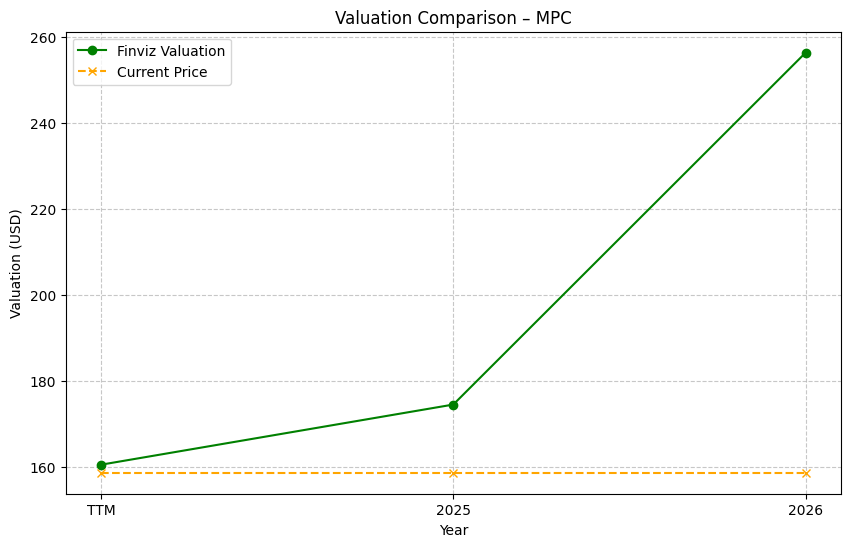 Valuation Comparison – MPC
Finviz Valuation
Current Price
260
240
220
200
180
160
Valuation (USD)
TTM
2025
2026
Year